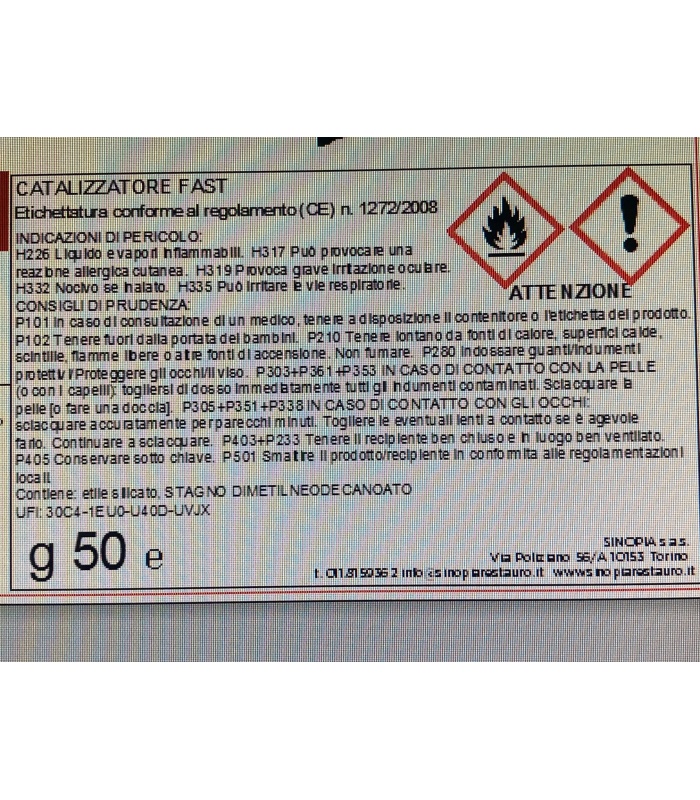 CATALIZZATORE FAST
Etichettatura conforme al regolamento (CE) n. 1272/2008
INDICAZIONI DI PERICOLO:
H226 Liquido e vapori infiammabili. H317 Può provocare una
reazione allergica cutanea. H319 Provoca grave irritazione oculare.
H332 Nocivo se inalato. H335 Può irritare le vie respiratorie.
ATTENZIONE
CONSIGLI DI PRUDENZA:
P101 In caso di consultazione di un medico, tenere a disposizione il contenitore o l'etichetta del prodotto.
P102 Tenere fuori dalla portata dei bambini. P210 Tenere lontano da fonti di calore, superfici calde,
scintille, fiamme libere o altre fonti di accensione. Non fumare. P280 Indossare guanti/indumenti
protettivi/Proteggere gli occhi/il viso. P303+P361+P353 IN CASO DI CONTATTO CON LA PELLE
(o con i capelli): togliersi di dosso immediatamente tutti gli indumenti contaminati. Sciacquare la
pelle [o fare una doccia]. P305+P351+P338 IN CASO DI CONTATTO CON GLI OCCHI:
sciacquare accuratamente per parecchi minuti. Togliere le eventuali lenti a contatto se è agevole
farlo. Continuare a sciacquare. P403+P233 Tenere il recipiente ben chiuso e in luogo ben ventilato.
P405 Conservare sotto chiave. P501 Smaltire il prodotto/recipiente in conformità alle regolamentazioni
locali.
Contiene: etile silicato, STAGNO DIMETILNEODECANOATO
UFI: 30C4-1EU0-U40D-UVJX
g 50 e
SINOPIA s.a.s.
Via Polintano 56/A 10153 Torino
t. 011.8159362 info@sinopiarestauro.it www.sinopiarestauro.it